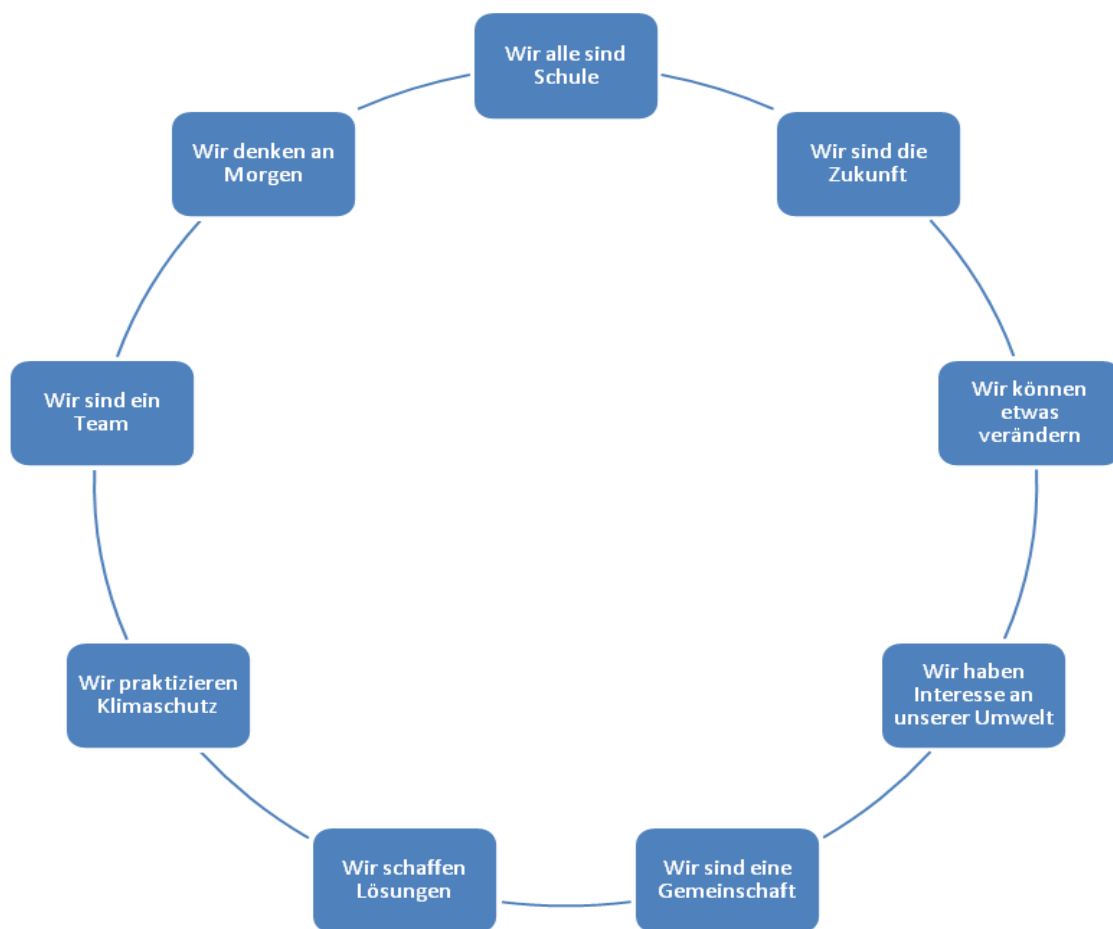 Wir alle sind
Schule
Wir sind die
Zukunft
Wir können
etwas
verändern
Wir haben
Interesse an
unserer Umwelt
Wir sind eine
Gemeinschaft
Wir schaffen
Lösungen
Wir praktizieren
Klimaschutz
Wir sind ein
Team
Wir denken an
Morgen